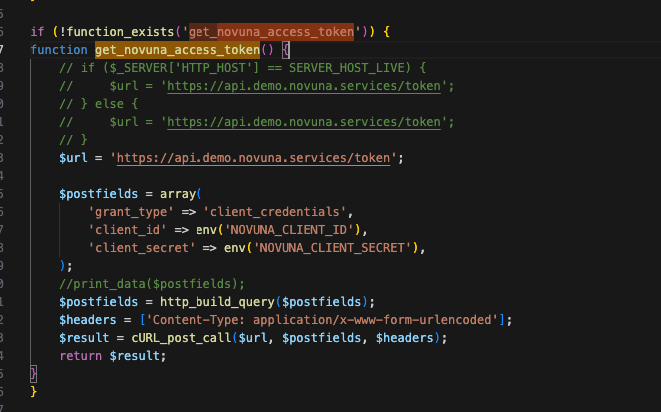 if (!function_exists('get_novuna_access_token')) {
function get_novuna_access_token() {
// if ($_SERVER['HTTP_HOST'] == SERVER_HOST_LIVE) {
//     $url = 'https://api.demo.novuna.services/token';
// } else {
//     $url = 'https://api.demo.novuna.services/token';
// }
$url = 'https://api.demo.novuna.services/token';
$postfields = array(
'grant_type' => 'client_credentials',
'client_id' => env('NOVUNA_CLIENT_ID'),
'client_secret' => env('NOVUNA_CLIENT_SECRET'),
);
//print_data($postfields);
$postfields = http_build_query($postfields);
$headers = ['Content-Type: application/x-www-form-urlencoded'];
$result = cURL_post_call($url, $postfields, $headers);
return $result;
}
}